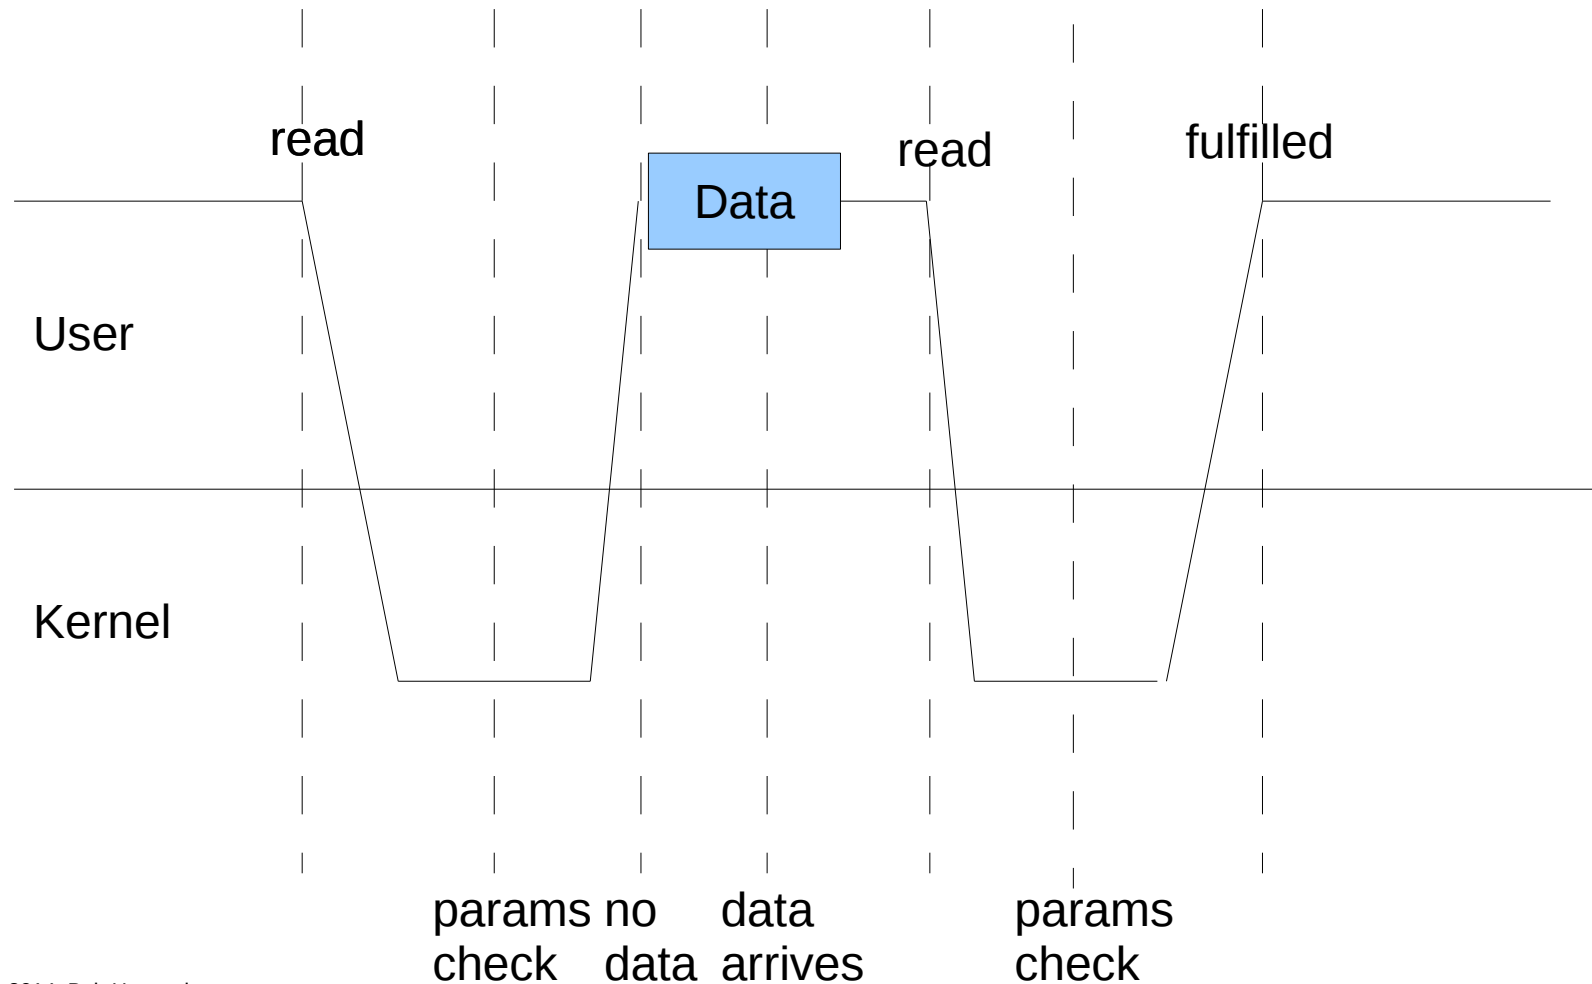 read
read
fulfilled
Data
User
Kernel
params
check
no
data
data
arrives
params
check